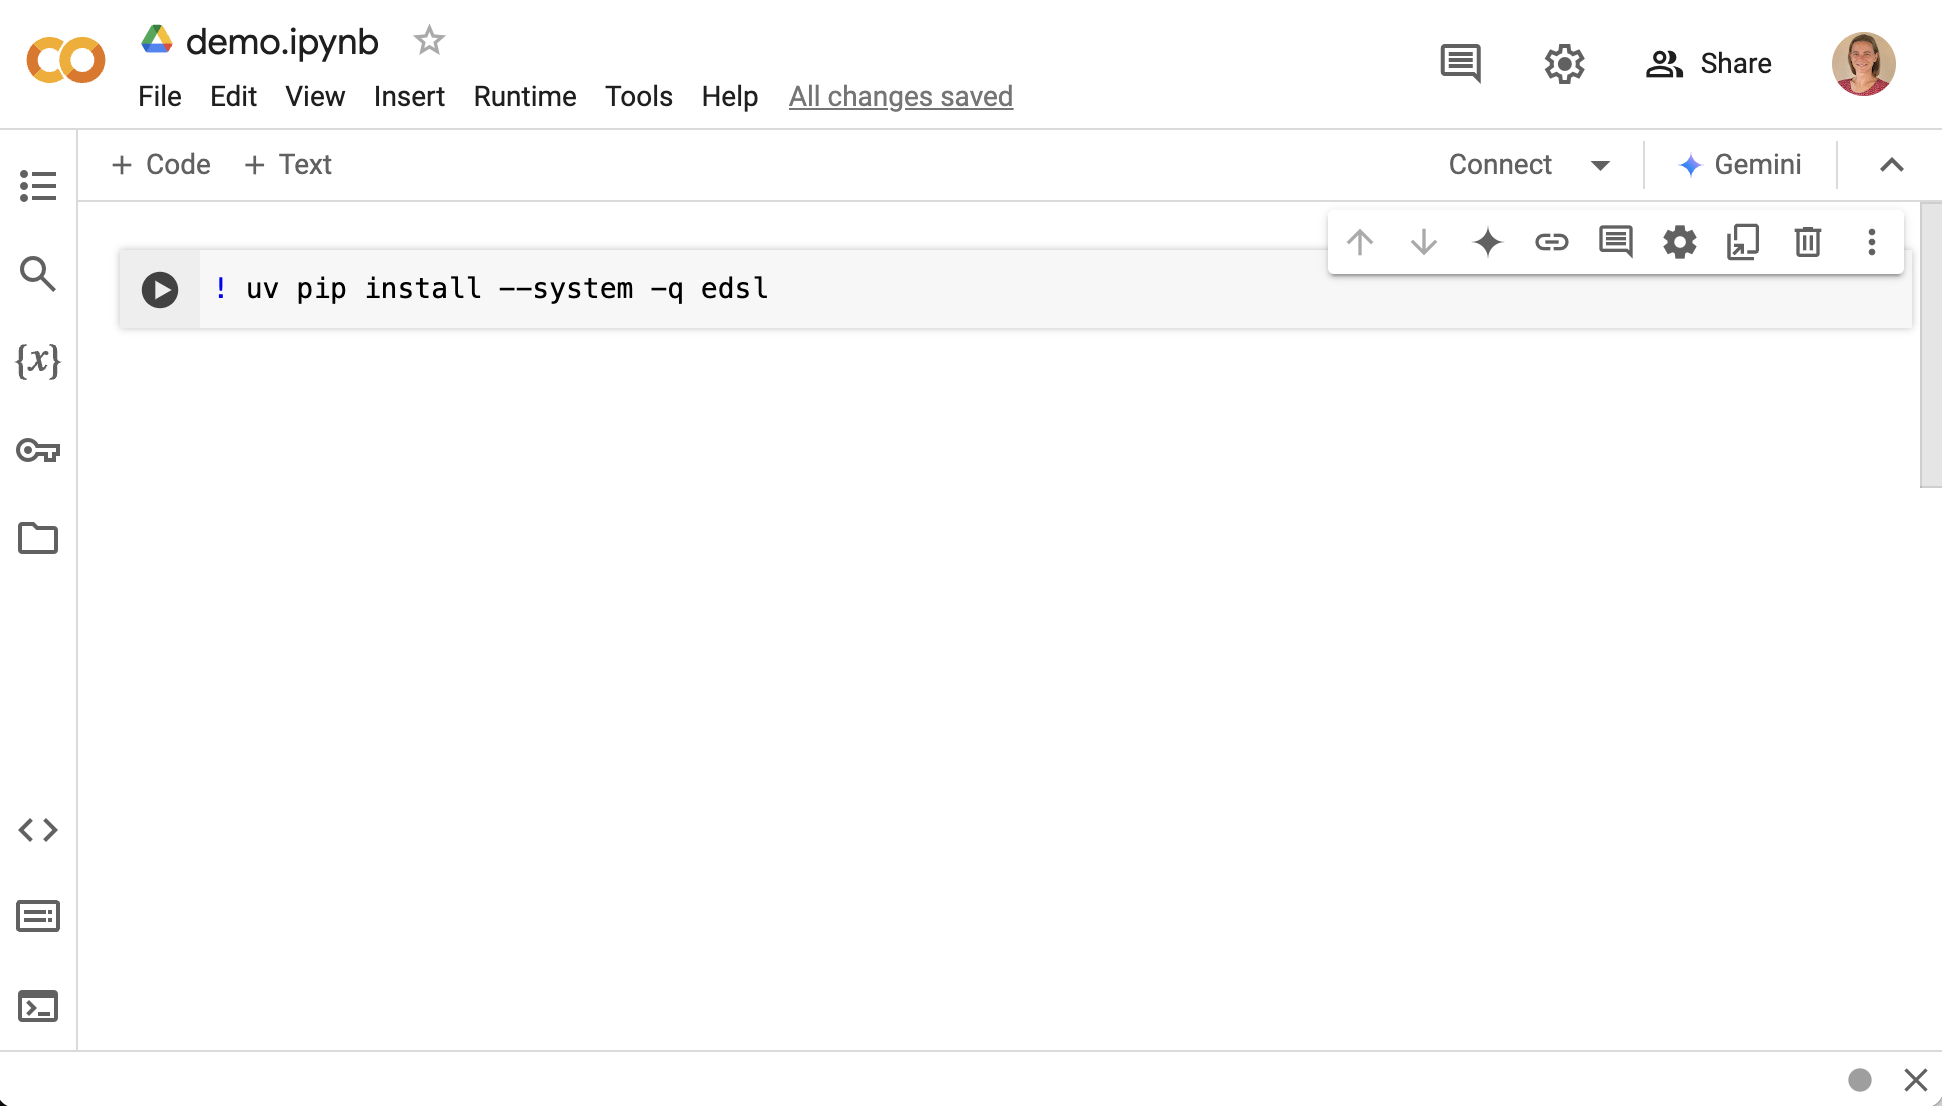 demo.ipynb
File Edit View Insert Runtime Tools Help All changes saved
Share
+ Code + Text
Connect
Gemini
! uv pip install --system -q edsl
{x}